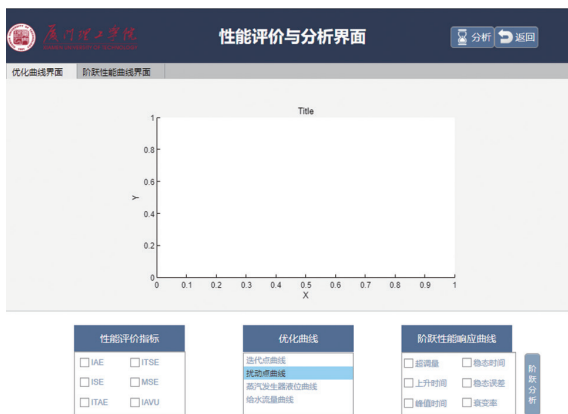 厦门理工学院
性能评价与分析界面
分析 返回
优化曲线界面 阶跃性能曲线界面
Title
1
0.8
0.6
Y
0.4
0.2
0
0 0.1 0.2 0.3 0.4 0.5 0.6 0.7 0.8 0.9 1
X
性能评价指标
IAE ITSE
ISE MSE
ITAE IAVU
优化曲线
迭代点曲线
扰动点曲线
蒸汽发生器液位曲线
给水流量曲线
阶跃性能响应曲线
超调量 稳态时间
上升时间 稳态误差
峰值时间 衰变率
阶跃分析